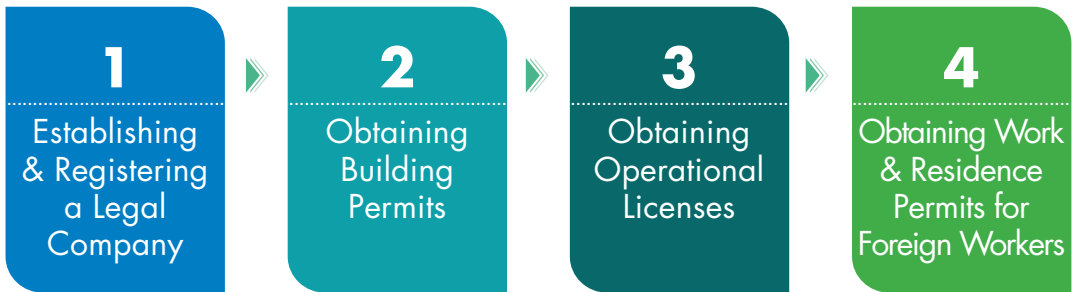 1
Establishing
& Registering
a Legal
Company
2
Obtaining
Building
Permits
3
Obtaining
Operational
Licenses
4
Obtaining Work
& Residence
Permits for
Foreign Workers